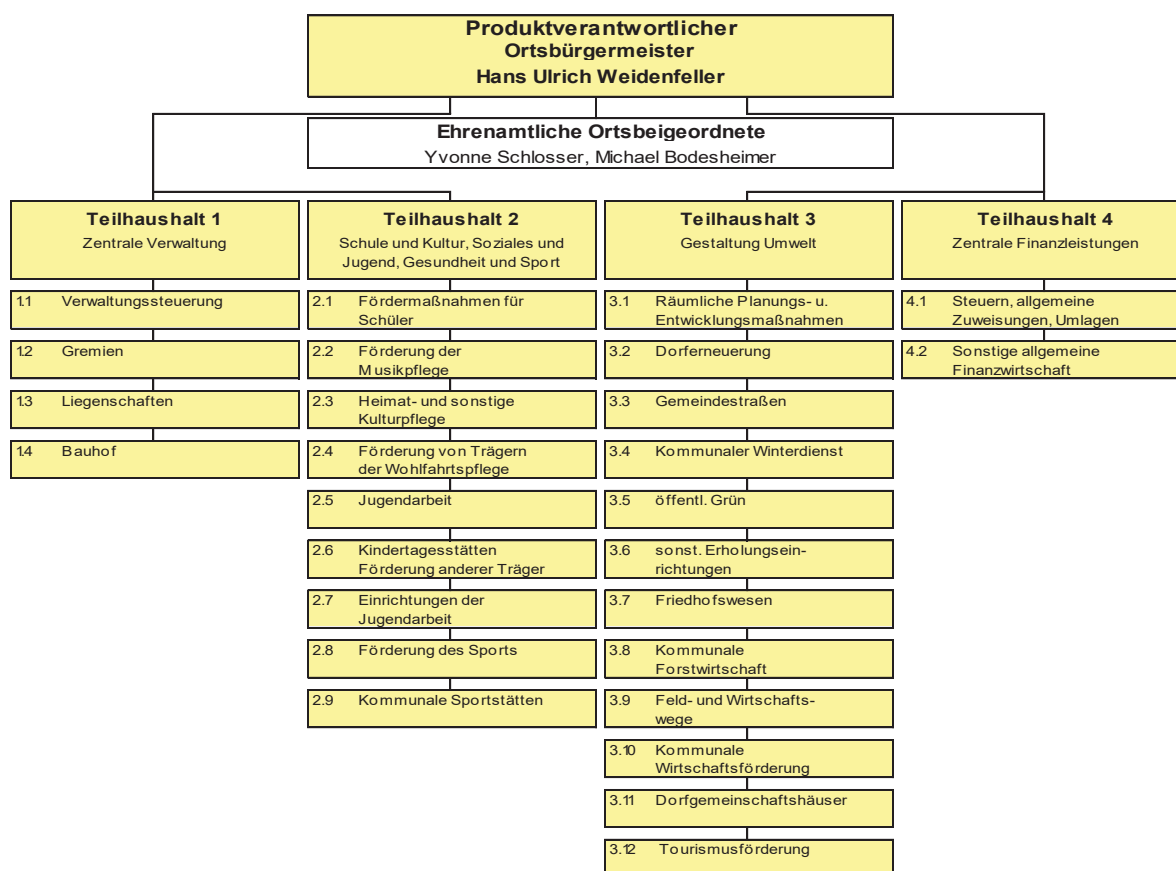 Produktverantwortlicher
Ortsbürgermeister
Hans Ulrich Weidenfeller
Ehrenamtliche Ortsbeigeordnete
Yvonne Schlosser, Michael Bodesheimer
Teilhaushalt 1
Zentrale Verwaltung
1.1 Verwaltungssteuerung
1.2 Gremien
1.3 Liegenschaften
1.4 Bauhof
Teilhaushalt 2
Schule und Kultur, Soziales und
Jugend, Gesundheit und Sport
2.1 Fördermaßnahmen für
Schüler
2.2 Förderung der
Musikpflege
2.3 Heimat- und sonstige
Kulturpflege
2.4 Förderung von Trägern
der Wohlfahrtspflege
2.5 Jugendarbeit
2.6 Kindertagesstätten
Förderung anderer Träger
2.7 Einrichtungen der
Jugendarbeit
2.8 Förderung des Sports
2.9 Kommunale Sportstätten
Teilhaushalt 3
Gestaltung Umwelt
3.1 Räumliche Planungs- u.
Entwicklungsmaßnahmen
3.2 Dorferneuerung
3.3 Gemeindestraßen
3.4 Kommunaler Winterdienst
3.5 öffentl. Grün
3.6 sonst. Erholungsein-
richtungen
3.7 Friedhofswesen
3.8 Kommunale
Forstwirtschaft
3.9 Feld- und Wirtschafts-
wege
3.10 Kommunale
Wirtschaftsförderung
3.11 Dorfgemeinschaftshäuser
3.12 Tourismusförderung
Teilhaushalt 4
Zentrale Finanzleistungen
4.1 Steuern, allgemeine
Zuweisungen, Umlagen
4.2 Sonstige allgemeine
Finanzwirtschaft